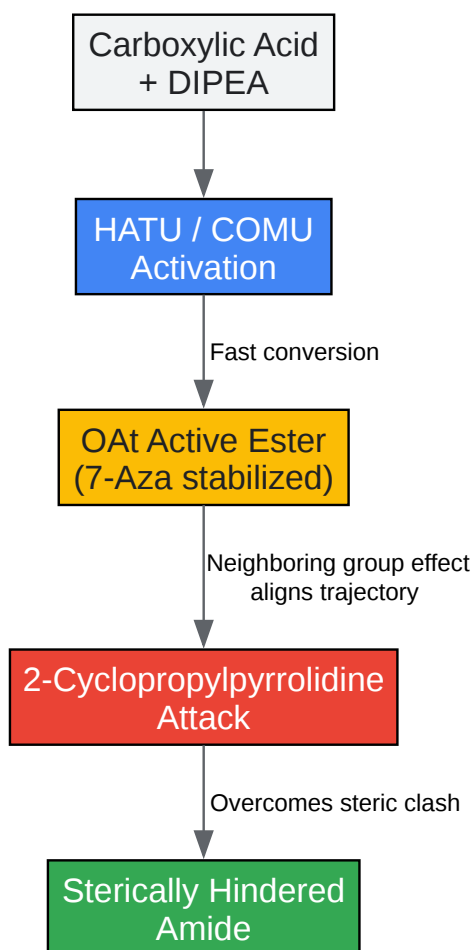 Carboxylic Acid
+ DIPEA
HATU / COMU
Activation
Fast conversion
OAt Active Ester
(7-Aza stabilized)
Neighboring group effect
aligns trajectory
2-Cyclopropylpyrrolidine
Attack
Overcomes steric clash
Sterically Hindered
Amide